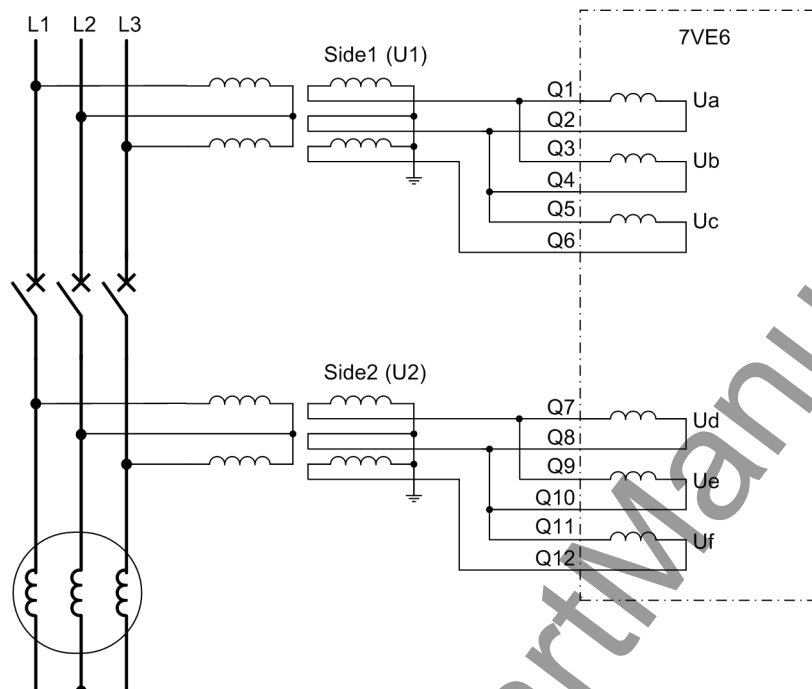 L1 L2 L3
Side1 (U1)
7VE6
Q1
Ua
Q2
Q3
Ub
Q4
Q5
Uc
Q6
Side2 (U2)
Q7
Ud
Q8
Q9
Ue
Q10
Q11
Uf
Q12